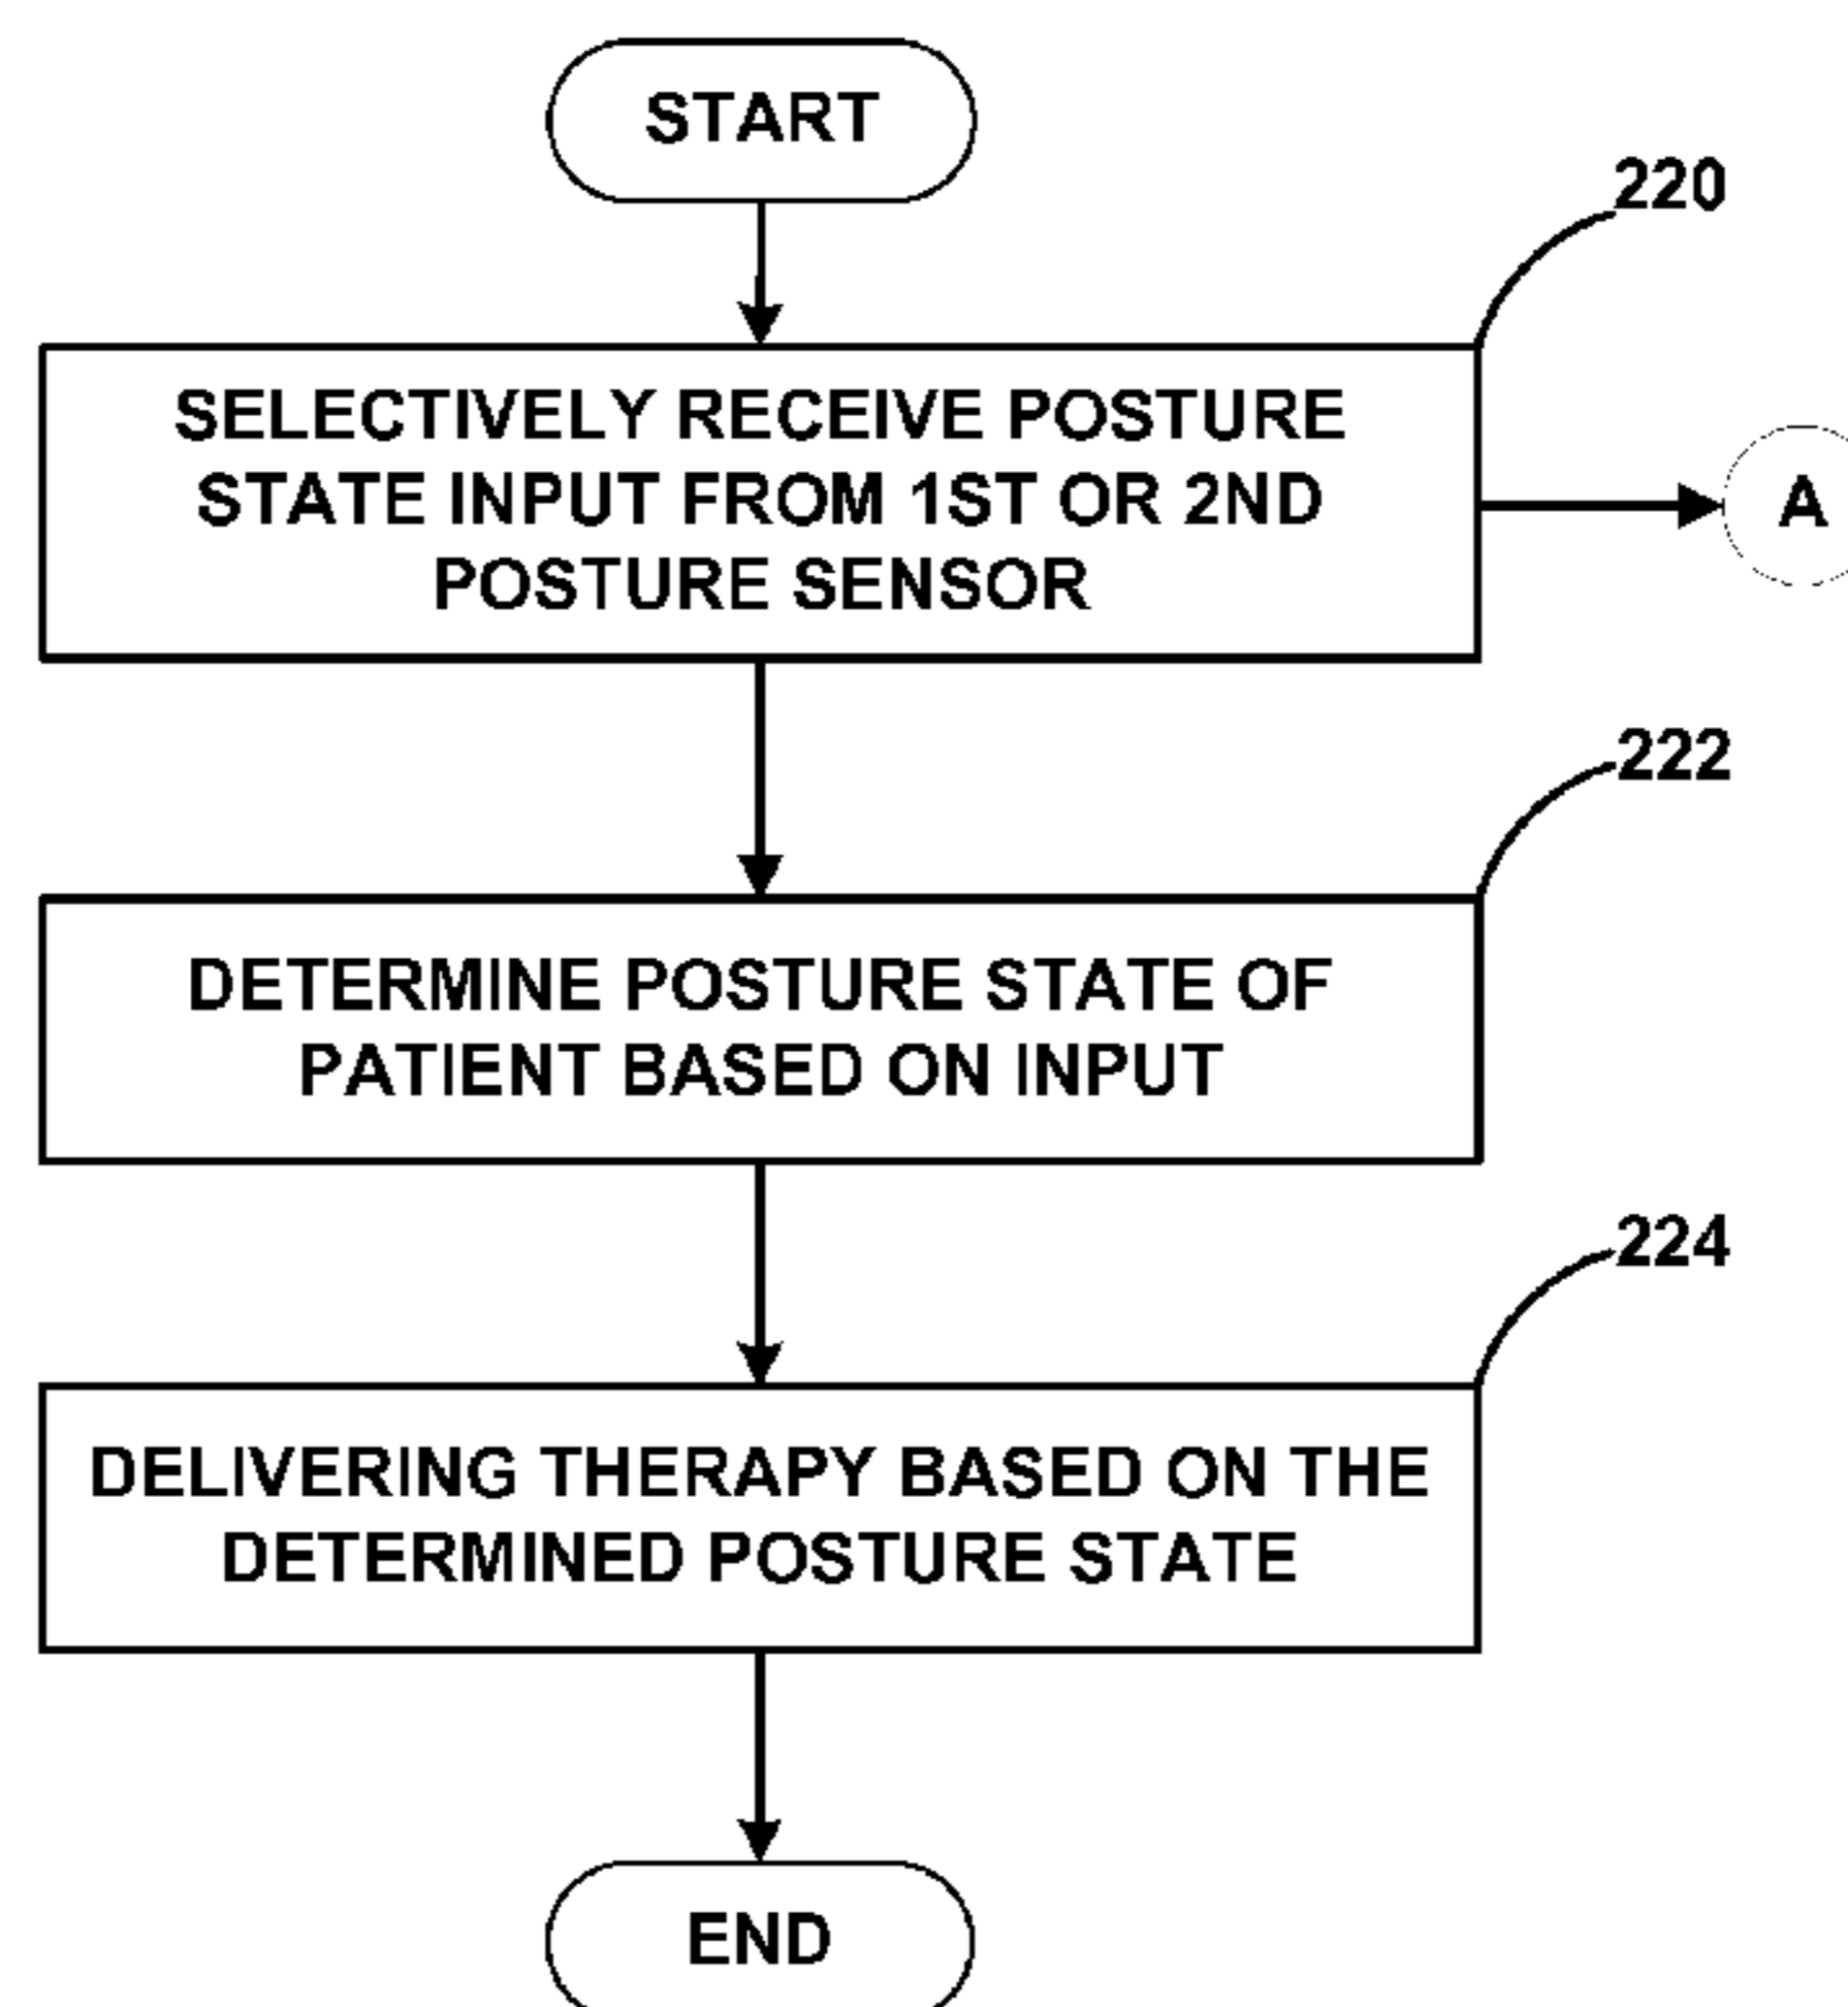 START
220
SELECTIVELY RECEIVE POSTURE
STATE INPUT FROM 1ST OR 2ND
POSTURE SENSOR
A
222
DETERMINE POSTURE STATE OF
PATIENT BASED ON INPUT
224
DELIVERING THERAPY BASED ON THE
DETERMINED POSTURE STATE
END